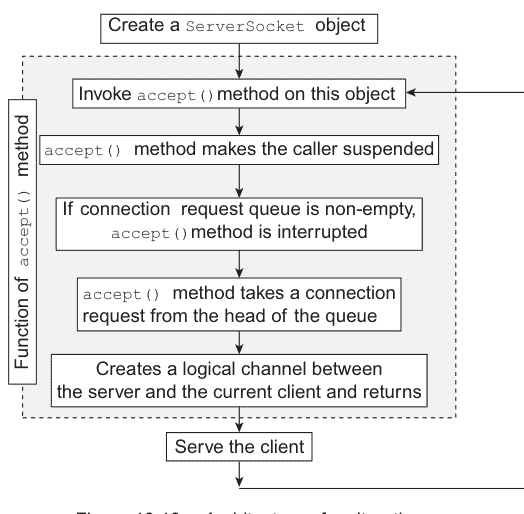 Create a ServerSocket object
Invoke accept() method on this object
accept() method makes the caller suspended
If connection request queue is non-empty,
accept() method is interrupted
accept() method takes a connection
request from the head of the queue
Creates a logical channel between
the server and the current client and returns
Serve the client
Function of accept() method